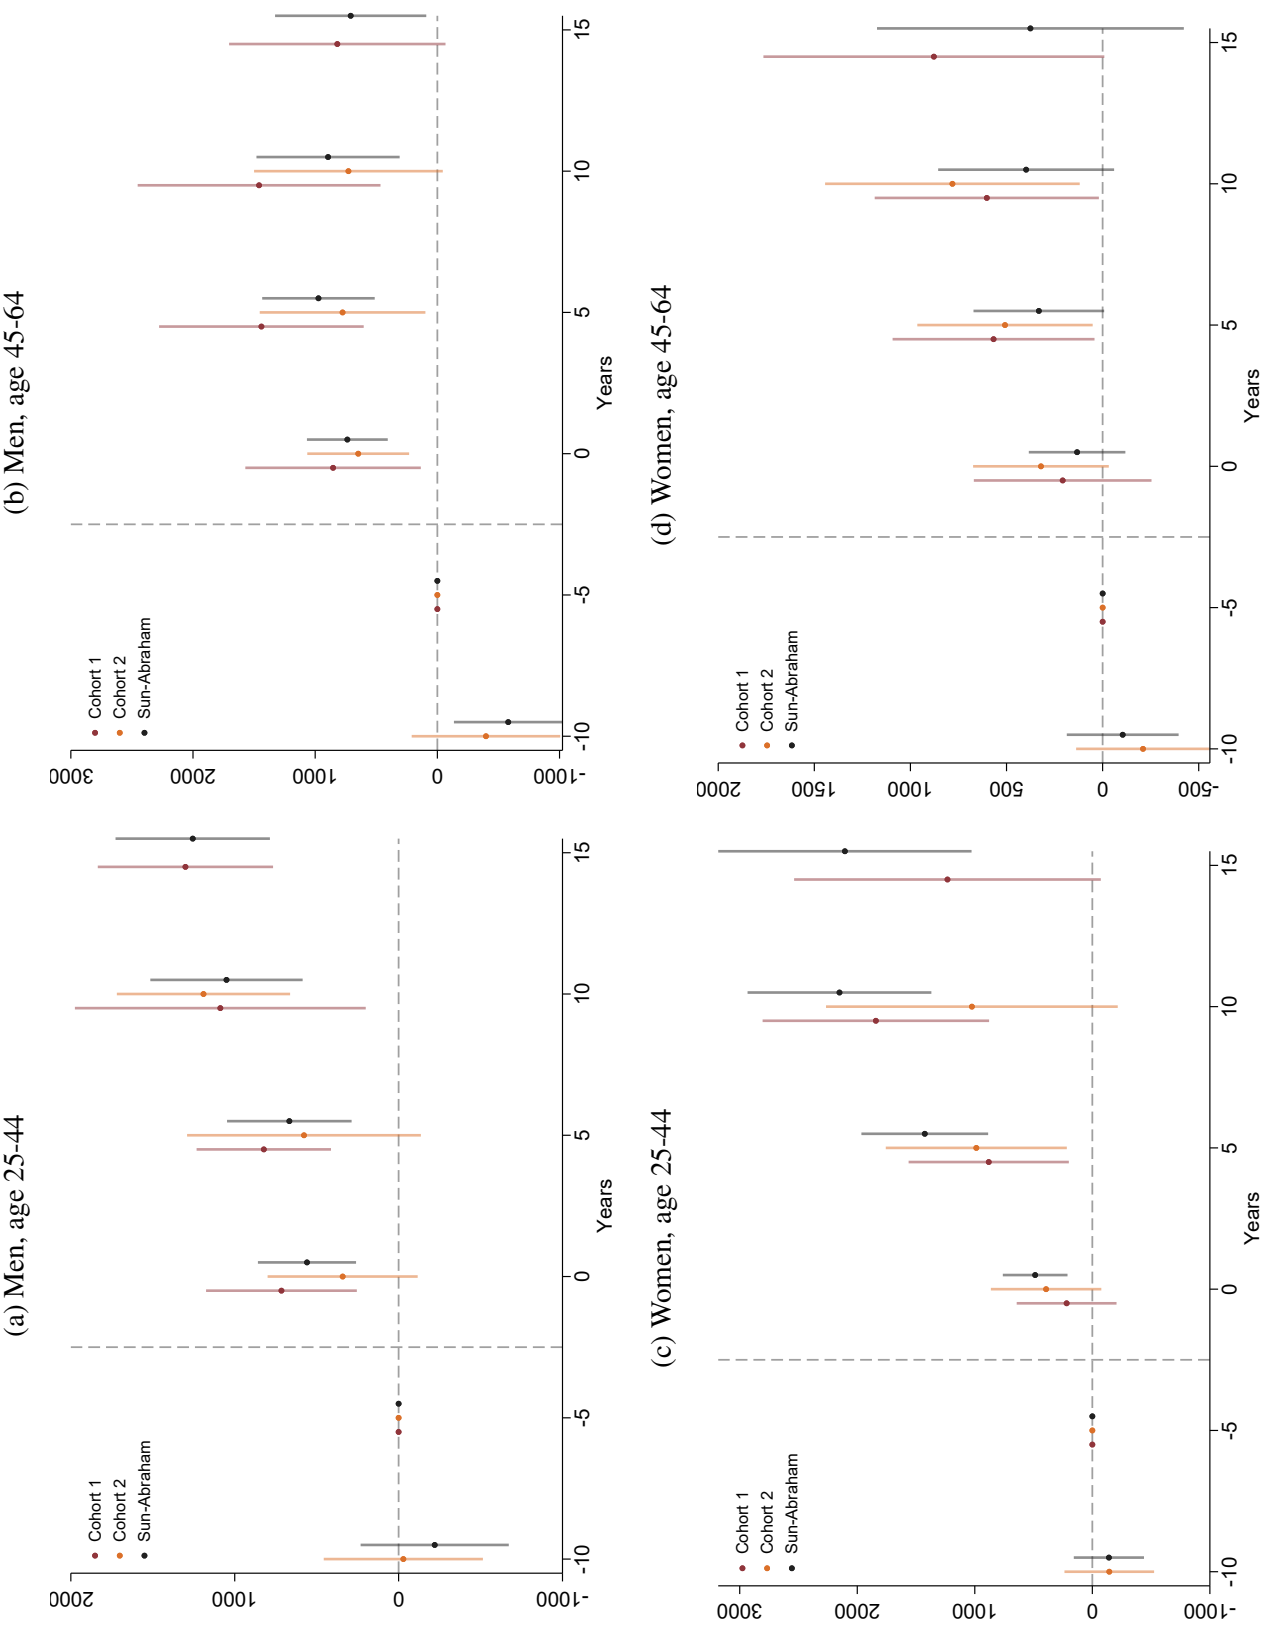 (a) Men, age 25-44
2000
1000
0
-1000
Cohort 1
Cohort 2
Sun-Abraham
-10
-5
0
5
10
15
Years
(b) Men, age 45-64
3000
2000
1000
0
-1000
Cohort 1
Cohort 2
Sun-Abraham
-10
-5
0
5
10
15
Years
(c) Women, age 25-44
3000
2000
1000
0
-1000
Cohort 1
Cohort 2
Sun-Abraham
-10
-5
0
5
10
15
Years
(d) Women, age 45-64
2000
1500
1000
500
0
-500
Cohort 1
Cohort 2
Sun-Abraham
-10
-5
0
5
10
15
Years